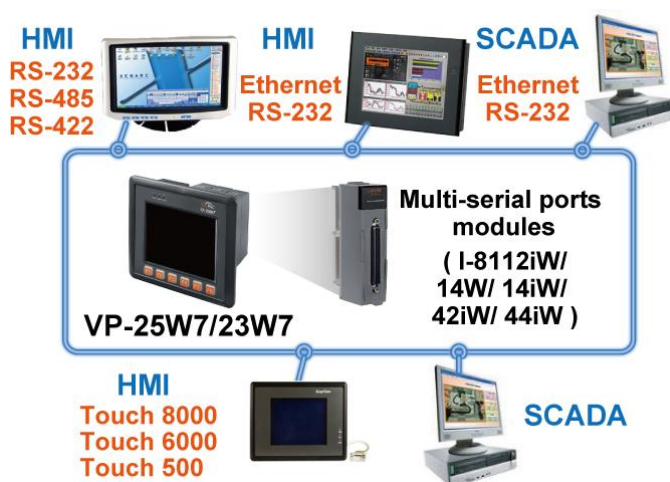 HMI
RS-232
RS-485
RS-422
HMI
Ethernet
RS-232
SCADA
Ethernet
RS-232
VP-25W7/23W7
Multi-serial ports
modules
( I-8112iW/
14W/ 14iW/
42iW/ 44iW )
HMI
Touch 8000
Touch 6000
Touch 500
SCADA